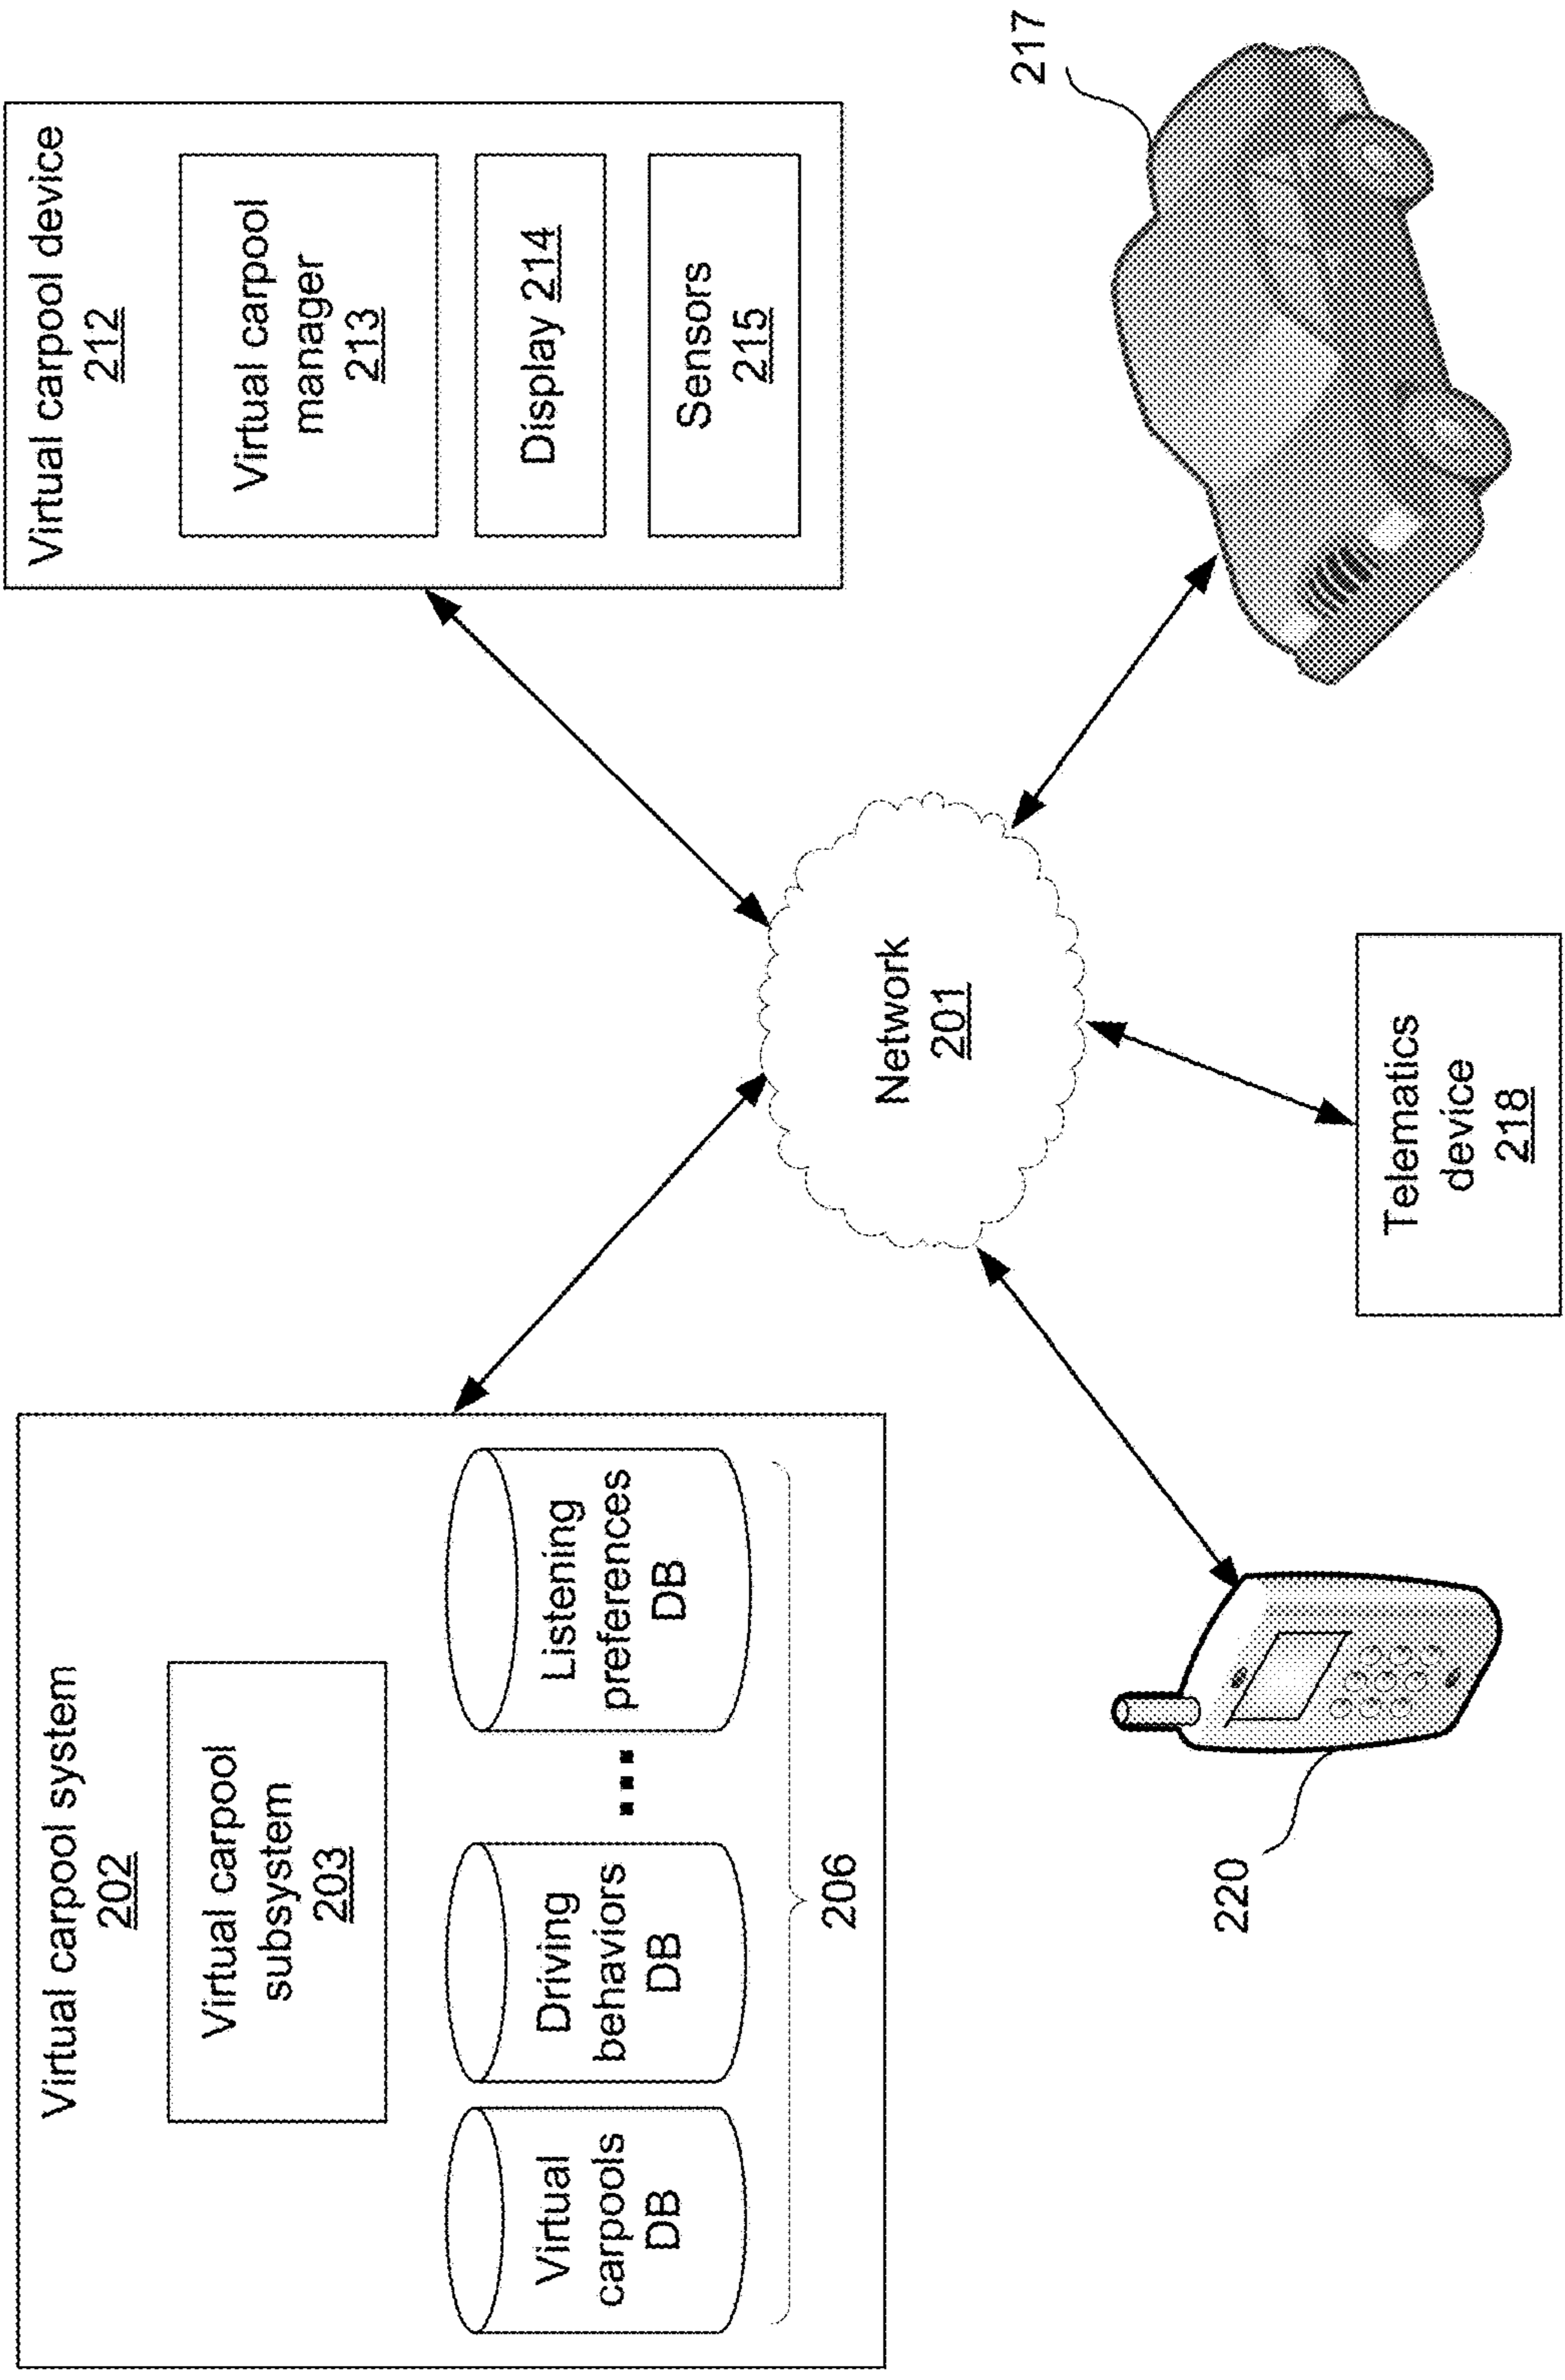 Virtual carpool system
202
Virtual carpool
subsystem
203
Virtual
carpools
DB
Driving
behaviors
DB
Listening
preferences
DB
206
Virtual carpool device
212
Virtual carpool
manager
213
Display 214
Sensors
215
Network
201
220
Telematics
device
218
217